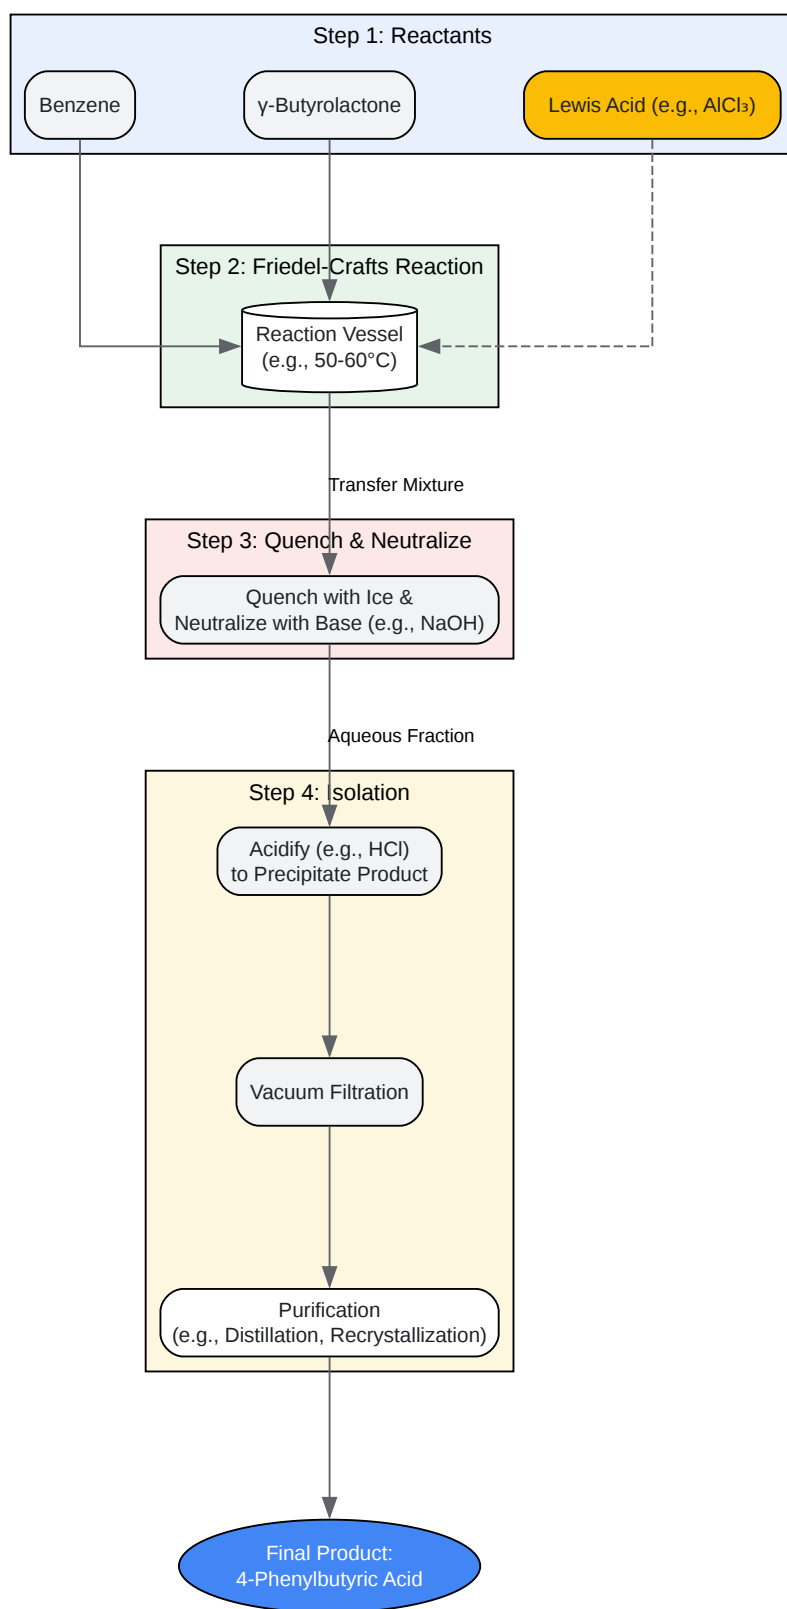 Step 1: Reactants
Benzene
γ-Butyrolactone
Lewis Acid (e.g., AlCl₃)
Step 2: Friedel-Crafts Reaction
Reaction Vessel
(e.g., 50-60°C)
Transfer Mixture
Step 3: Quench & Neutralize
Quench with Ice &
Neutralize with Base (e.g., NaOH)
Aqueous Fraction
Step 4: Isolation
Acidify (e.g., HCl)
to Precipitate Product
Vacuum Filtration
Purification
(e.g., Distillation, Recrystallization)
Final Product:
4-Phenylbutyric Acid